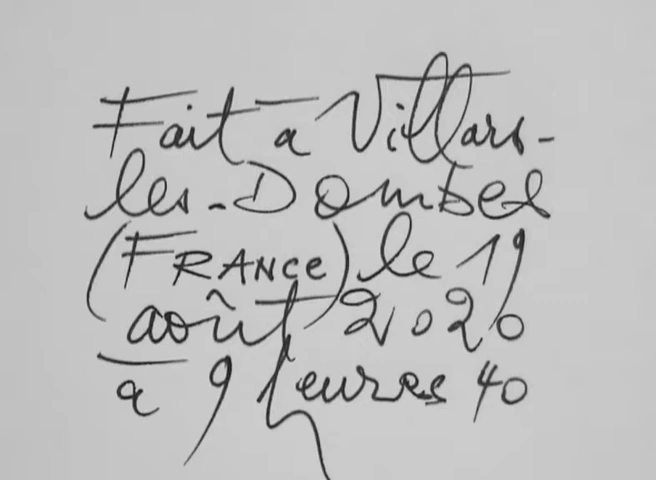 Fait à Villars-
les-Dombes
(FRANCE) le 19
août 2020
à 9 heures 40